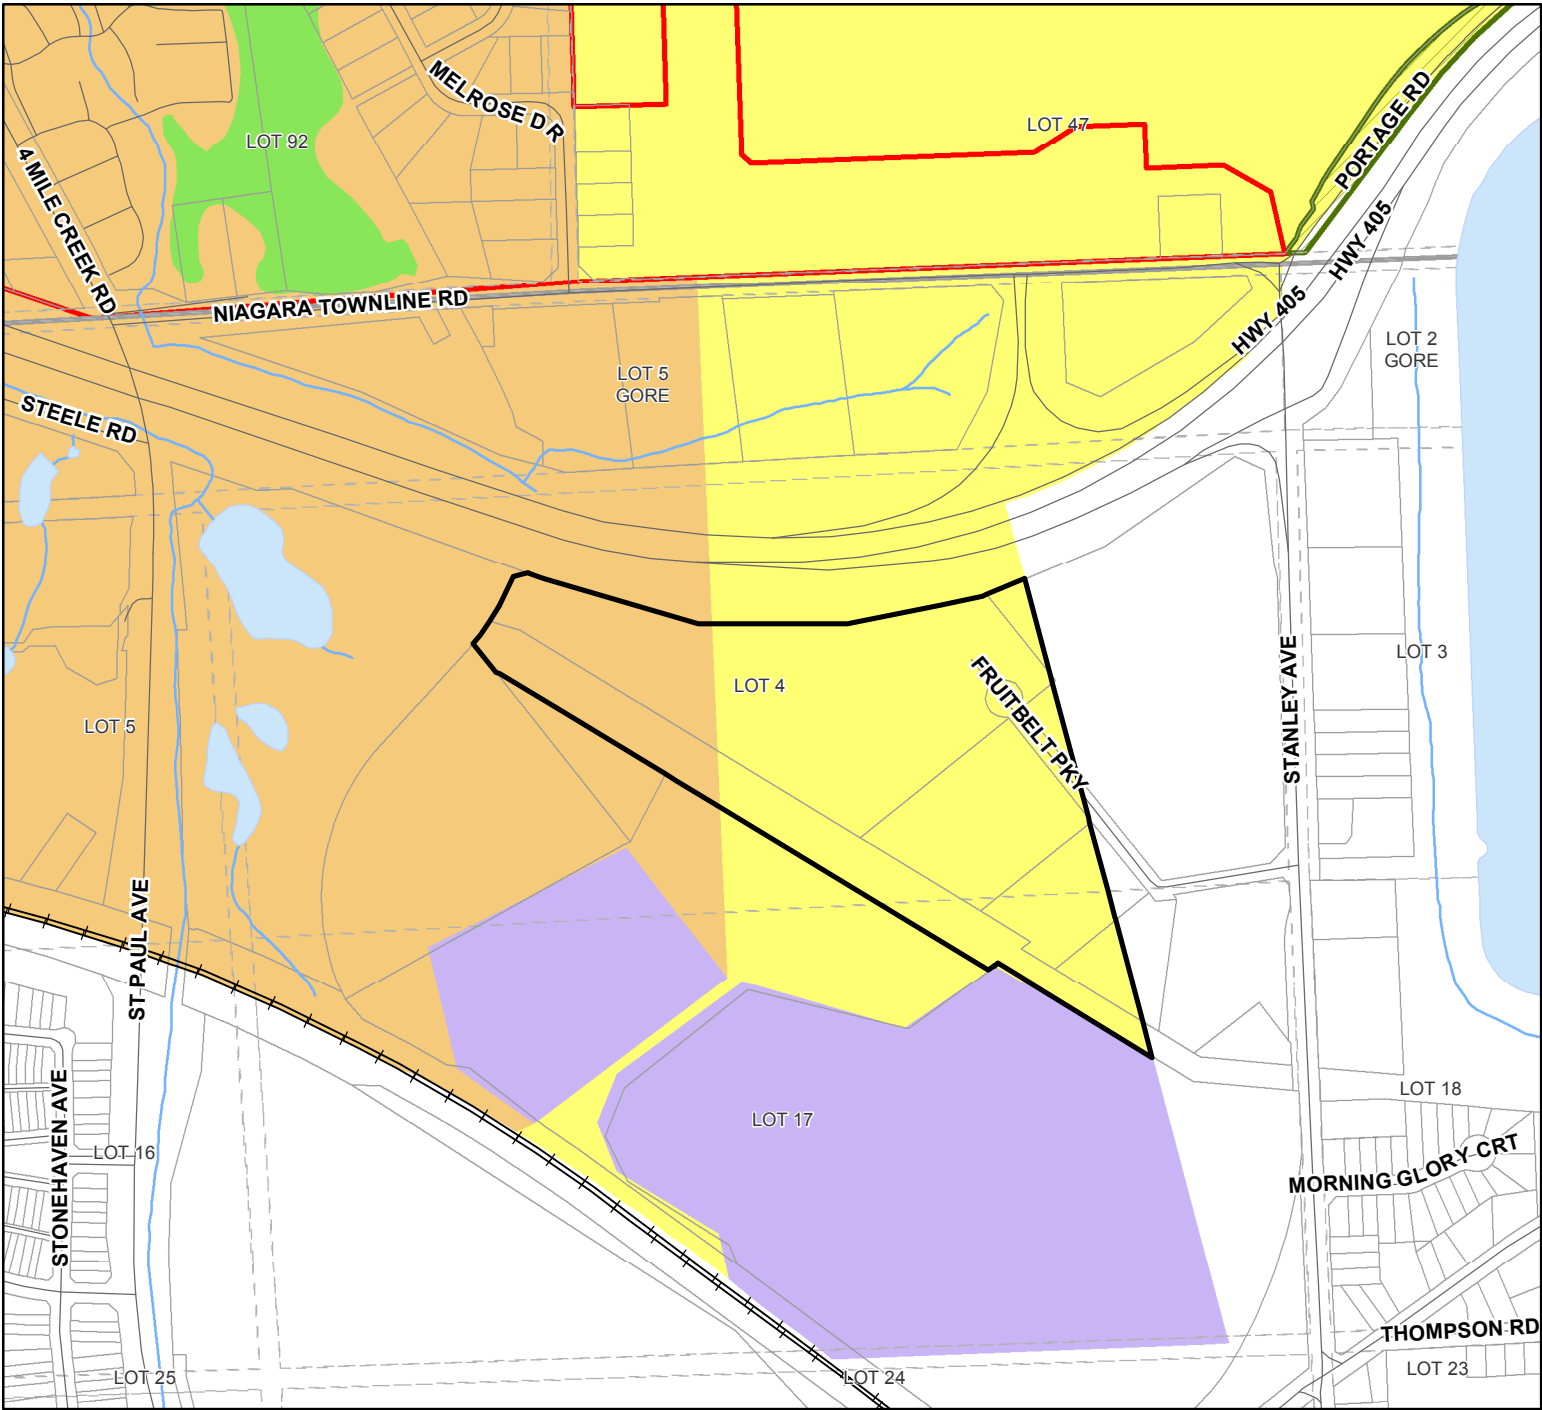 MELROSE D R
LOT 92
LOT 47
PORTAGE RD
4 MILE CREEK RD
HWY 405
NIAGARA TOWNLINE RD
HWY 405
LOT 2
GORE
LOT 5
GORE
STEELE RD
LOT 3
LOT 4
FRUITBELT PKY
STANLEY AVE
LOT 5
ST PAUL AVE
LOT 18
LOT 17
STONEHAVEN AVE
LOT 16
MORNING GLORY CRT
THOMPSON RD
LOT 23
LOT 25
LOT 24